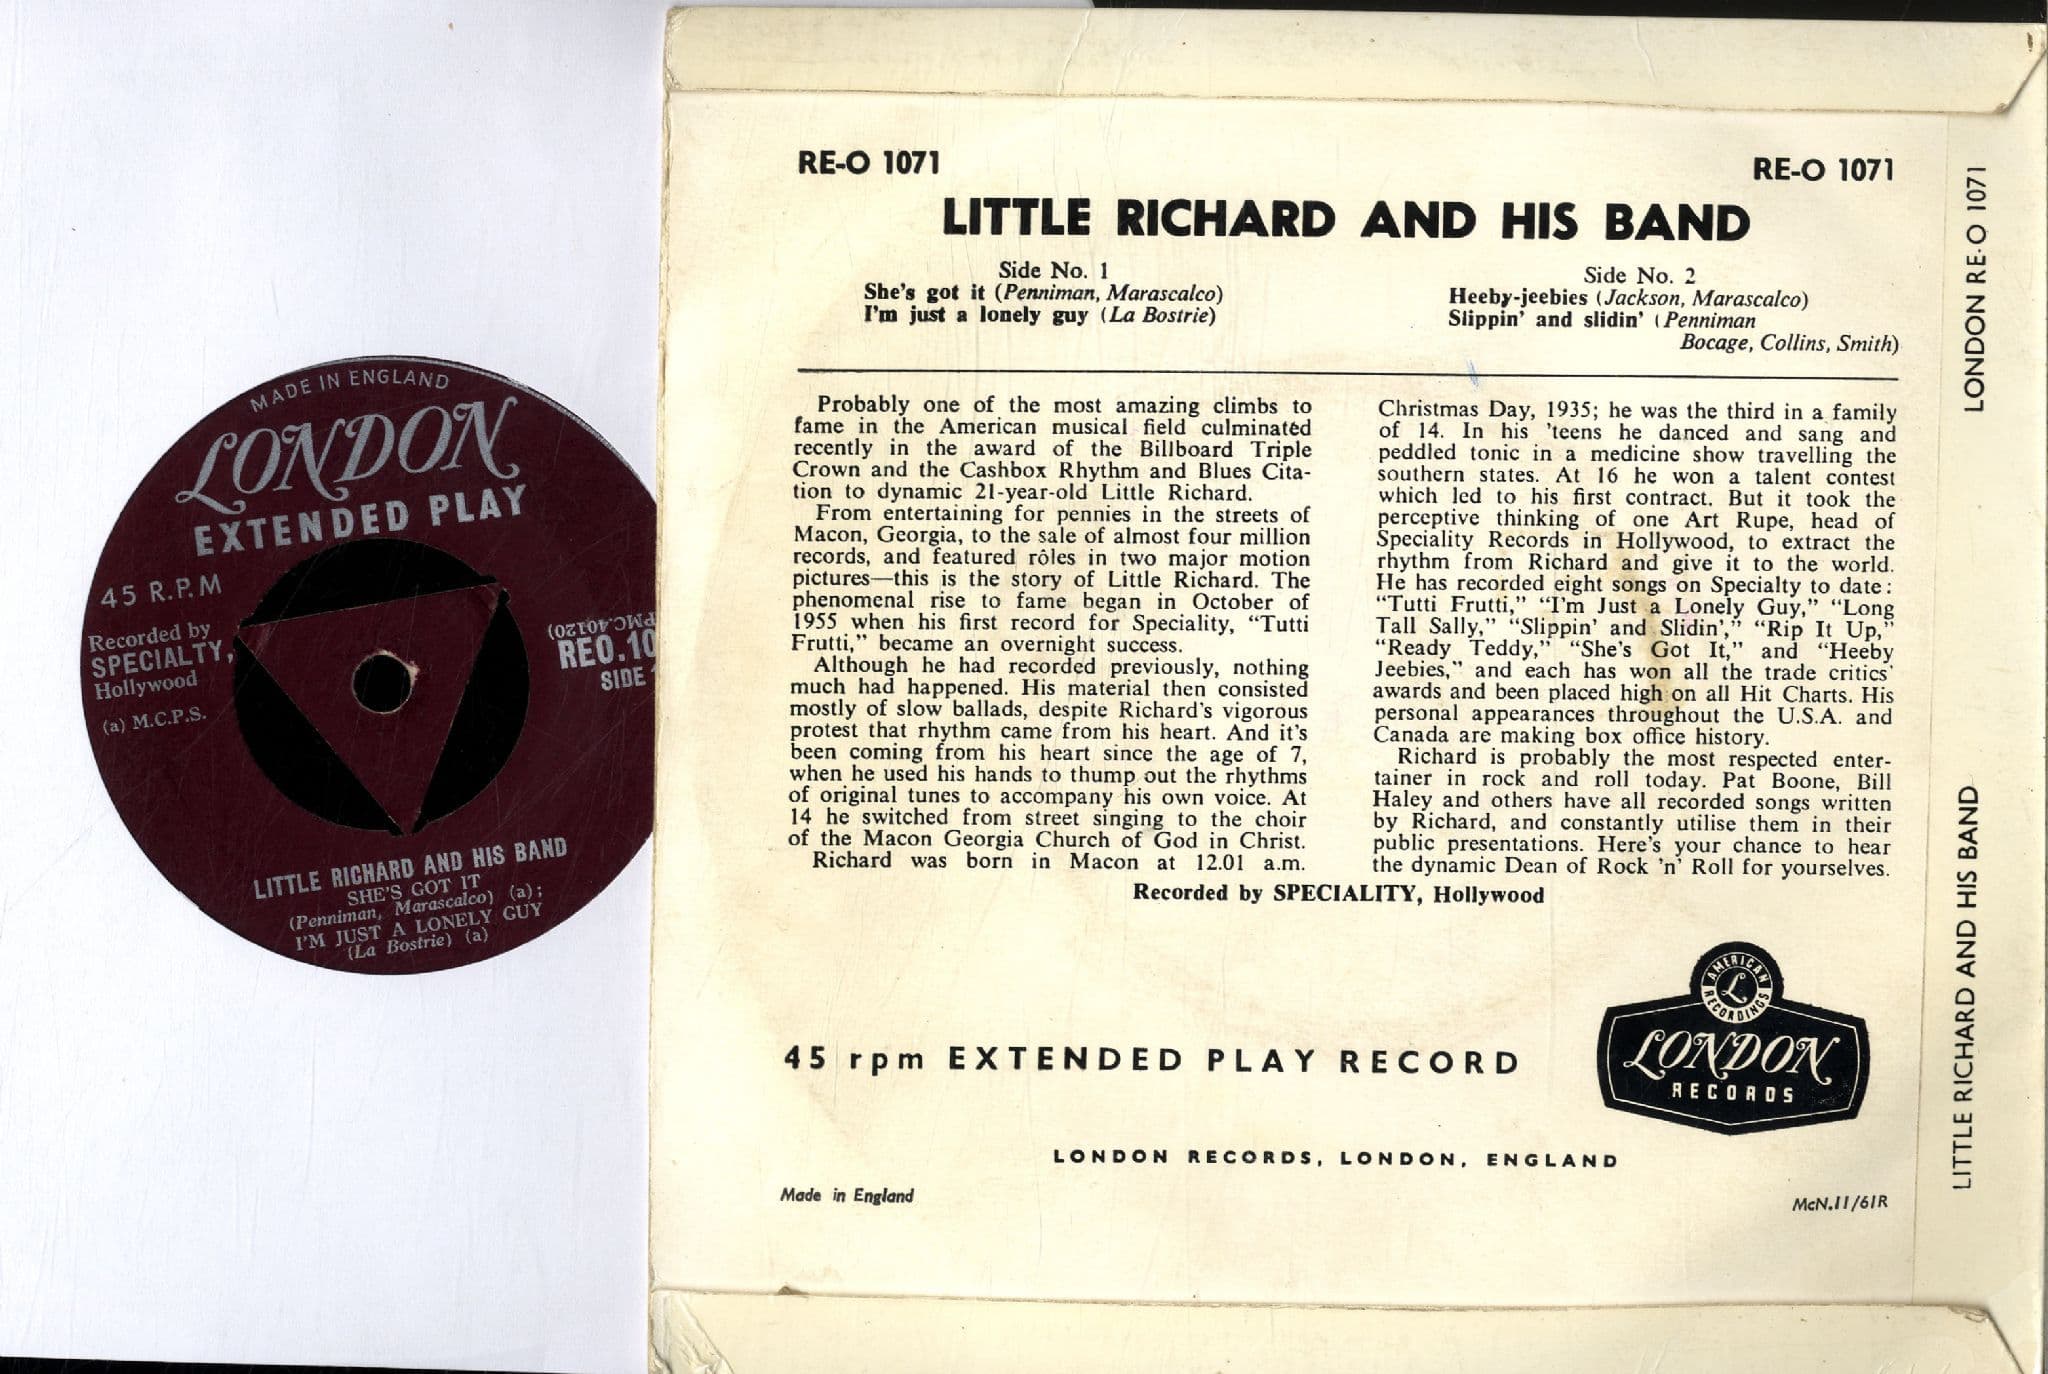 MADE IN ENGLAND
LONDON
EXTENDED PLAY
45 R.P.M
Recorded by
SPECIALTY,
Hollywood
(a) M.C.P.S.
40120)
REO.10
SIDE
LITTLE RICHARD AND HIS BAND
SHE'S GOT IT
(Penniman, Marascalco) (a);
I'M JUST A LONELY GUY
(La Bostrie) (a)
RE-O 1071
RE-O 1071
LITTLE RICHARD AND HIS BAND
Side No. 1
She's got it (Penniman, Marascalco)
I'm just a lonely guy (La Bostrie)
Side No. 2
Heeby-jeebies (Jackson, Marascalco)
Slippin' and slidin' (Penniman
Bocage, Collins, Smith)
Probably one of the most amazing climbs to
fame in the American musical field culminated
recently in the award of the Billboard Triple
Crown and the Cashbox Rhythm and Blues Cita-
tion to dynamic 21-year-old Little Richard.
From entertaining for pennies in the streets of
Macon, Georgia, to the sale of almost four million
records, and featured rôles in two major motion
pictures—this is the story of Little Richard. The
phenomenal rise to fame began in October of
1955 when his first record for Speciality, "Tutti
Frutti," became an overnight success.
Although he had recorded previously, nothing
much had happened. His material then consisted
mostly of slow ballads, despite Richard's vigorous
protest that rhythm came from his heart. And it's
been coming from his heart since the age of 7,
when he used his hands to thump out the rhythms
of original tunes to accompany his own voice. At
14 he switched from street singing to the choir
of the Macon Georgia Church of God in Christ.
Richard was born in Macon at 12.01 a.m.
Christmas Day, 1935; he was the third in a family
of 14. In his 'teens he danced and sang and
peddled tonic in a medicine show travelling the
southern states. At 16 he won a talent contest
which led to his first contract. But it took the
perceptive thinking of one Art Rupe, head of
Speciality Records in Hollywood, to extract the
rhythm from Richard and give it to the world.
He has recorded eight songs on Specialty to date:
"Tutti Frutti," "I'm Just a Lonely Guy," "Long
Tall Sally," "Slippin' and Slidin'," "Rip It Up,"
"Ready Teddy," "She's Got It," and "Heeby
Jeebies," and each has won all the trade critics'
awards and been placed high on all Hit Charts. His
personal appearances throughout the U.S.A. and
Canada are making box office history.
Richard is probably the most respected enter-
tainer in rock and roll today. Pat Boone, Bill
Haley and others have all recorded songs written
by Richard, and constantly utilise them in their
public presentations. Here's your chance to hear
the dynamic Dean of Rock 'n' Roll for yourselves.
Recorded by SPECIALITY, Hollywood
45 rpm EXTENDED PLAY RECORD
AMERICAN
L
RECORDINGS
LONDON
RECORDS
LONDON RECORDS, LONDON, ENGLAND
Made in England
McN.11/61R
LONDON RE-O 1071
LITTLE RICHARD AND HIS BAND